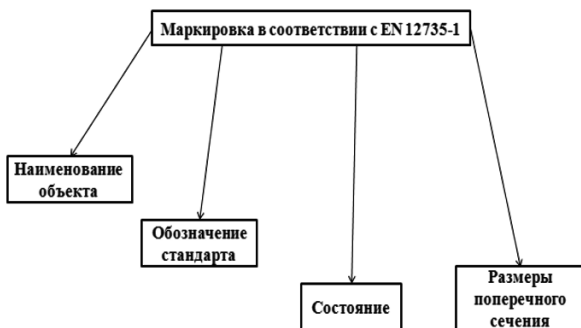 Маркировка в соответствии с EN 12735-1
Наименование
объекта
Обозначение
стандарта
Состояние
Размеры
поперечного
сечения